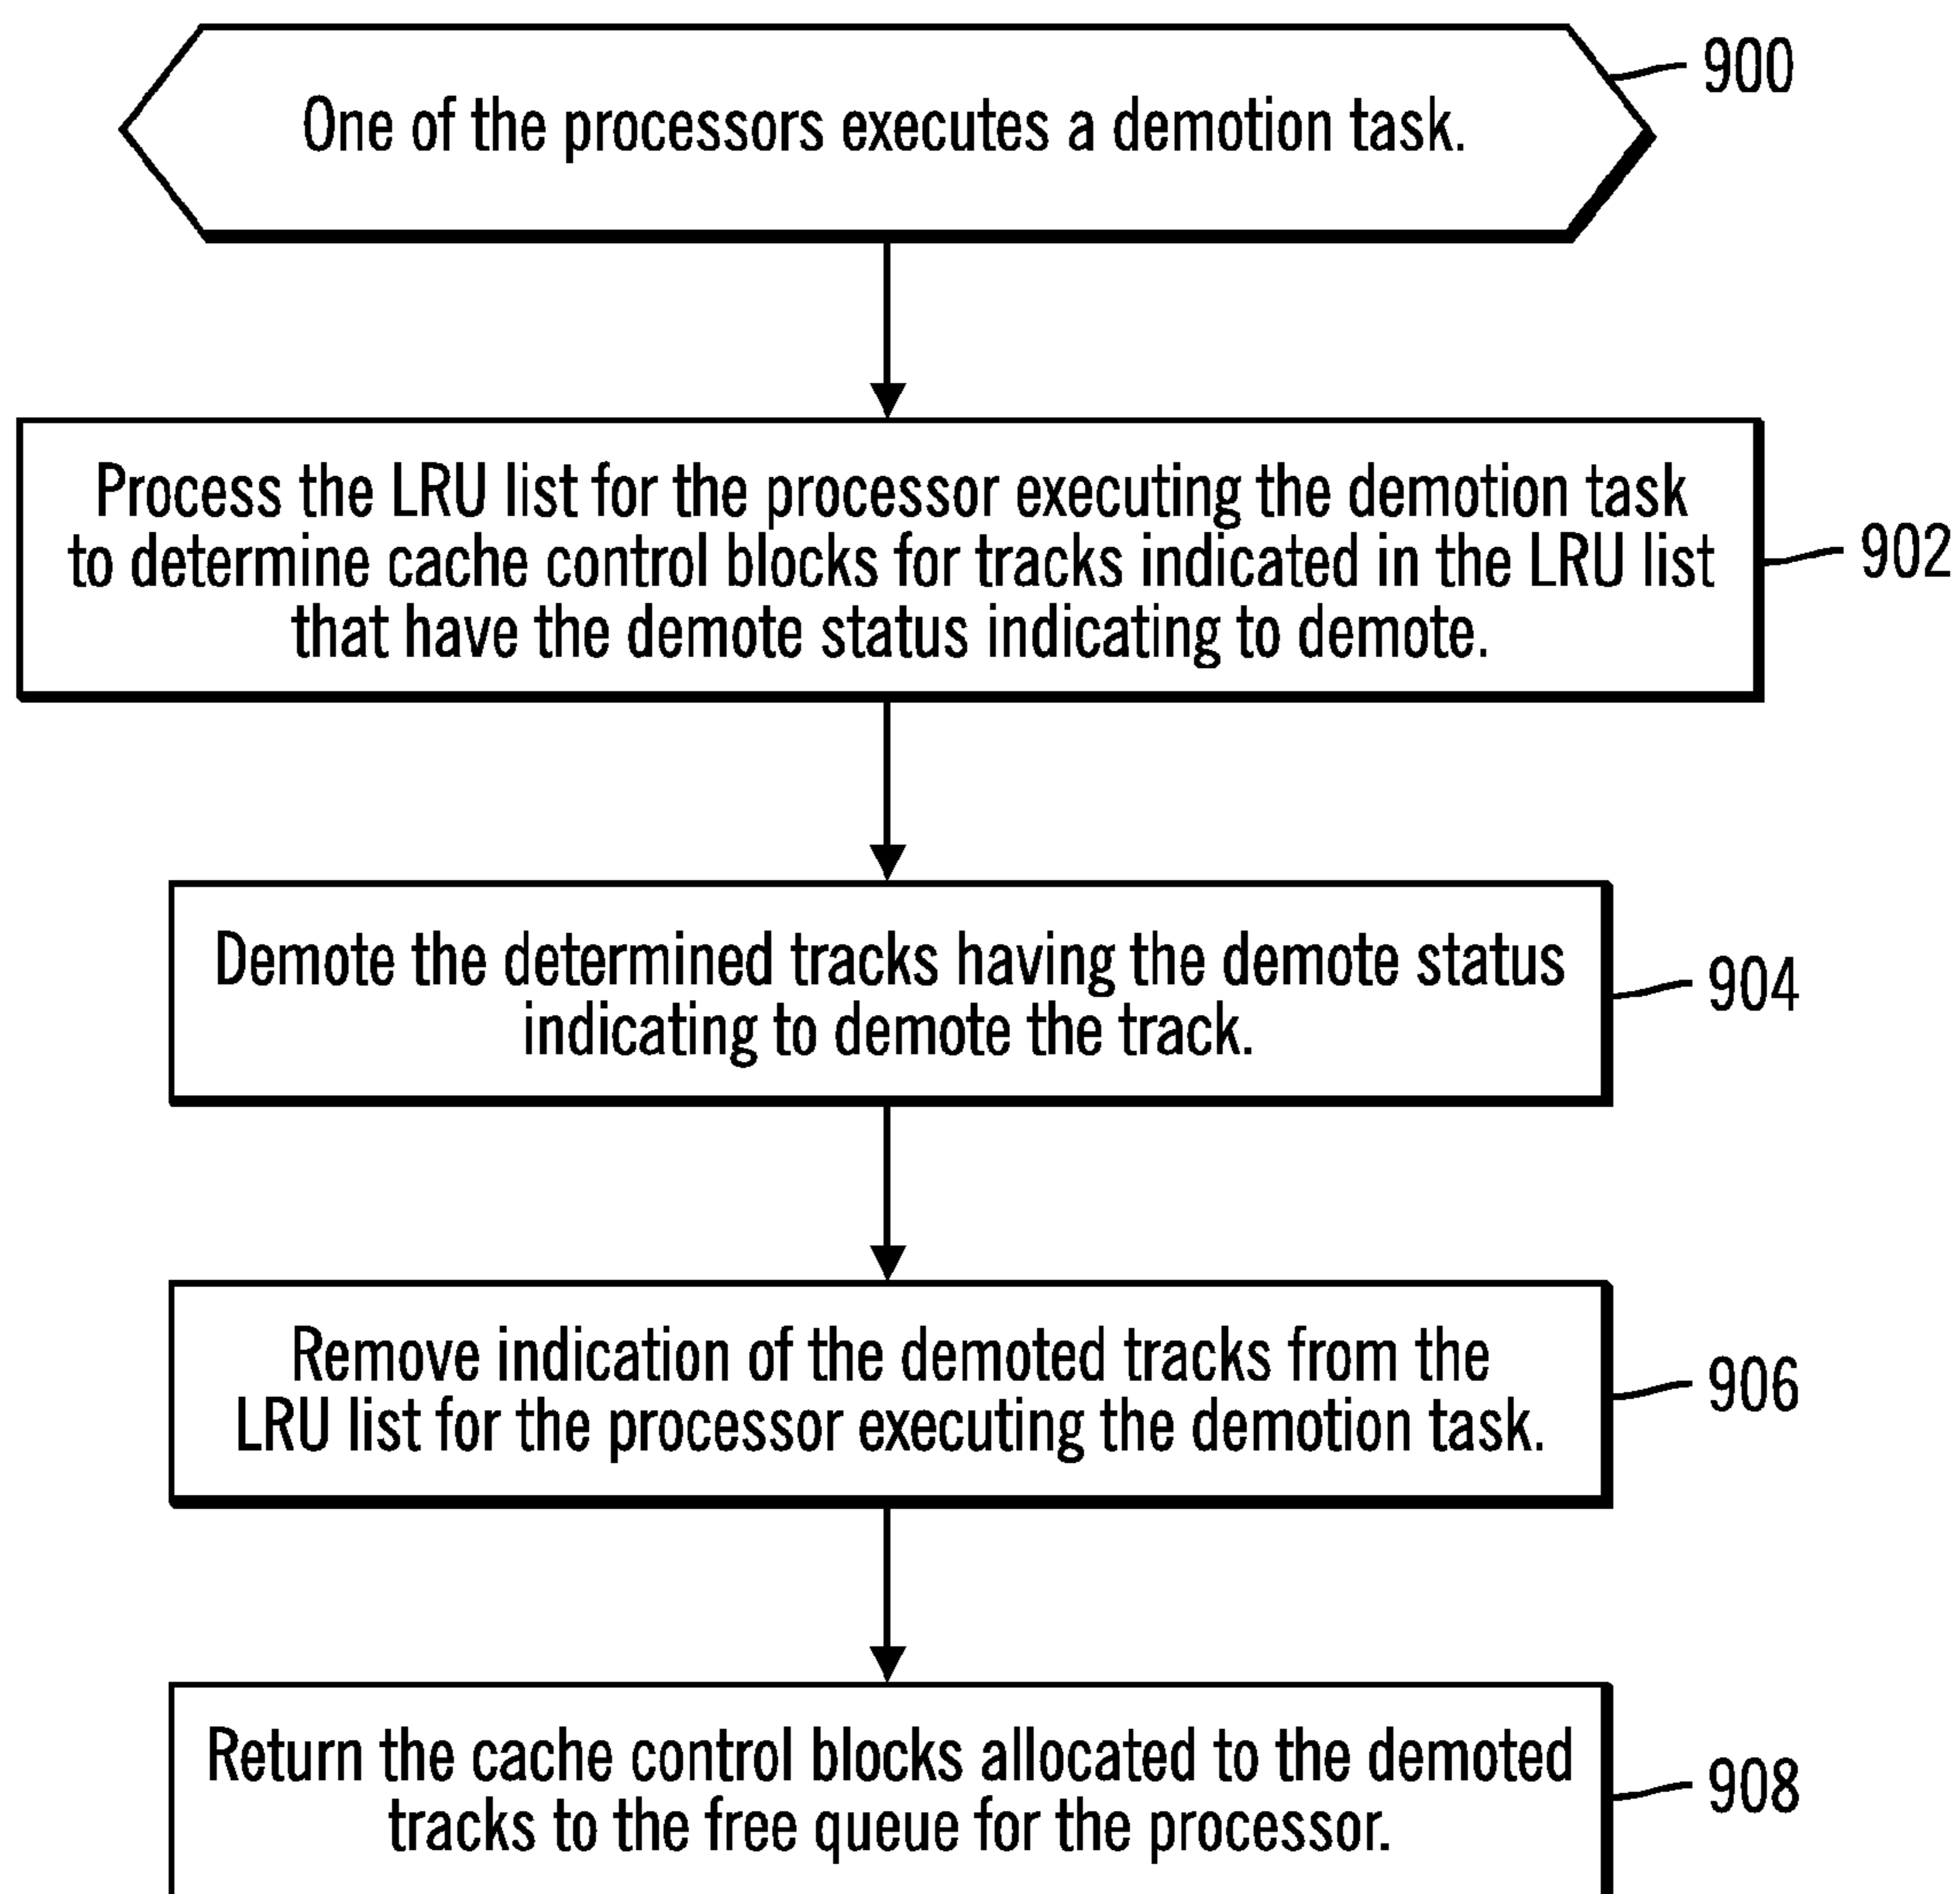 One of the processors executes a demotion task.
900
Process the LRU list for the processor executing the demotion task
to determine cache control blocks for tracks indicated in the LRU list
that have the demote status indicating to demote.
902
Demote the determined tracks having the demote status
indicating to demote the track.
904
Remove indication of the demoted tracks from the
LRU list for the processor executing the demotion task.
906
Return the cache control blocks allocated to the demoted
tracks to the free queue for the processor.
908